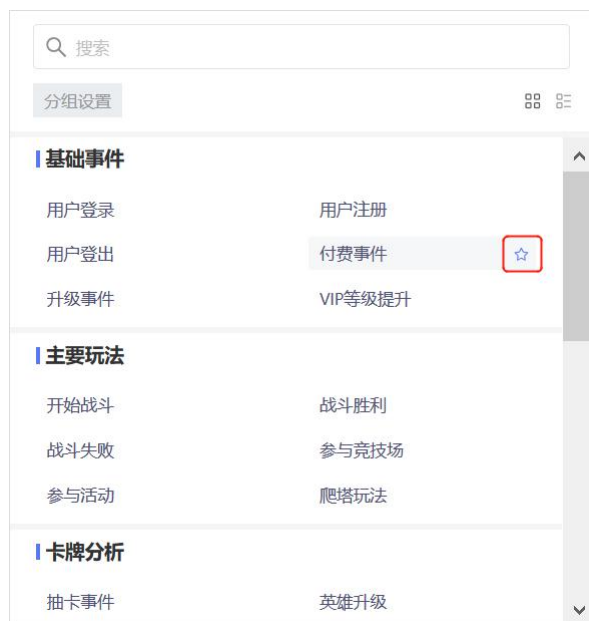 搜索
分组设置
基础事件
用户登录 用户注册
用户登出 付费事件
升级事件 VIP等级提升
主要玩法
开始战斗 战斗胜利
战斗失败 参与竞技场
参与活动 爬塔玩法
卡牌分析
抽卡事件 英雄升级